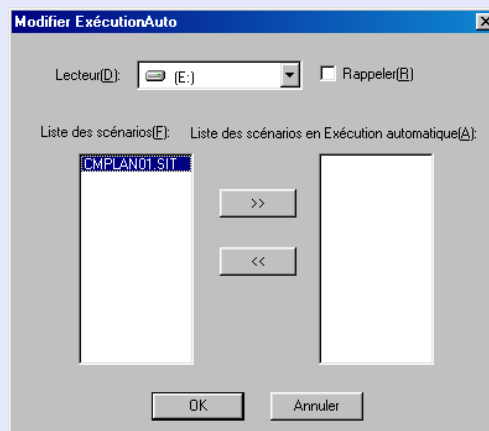 Modifier ExécutionAuto
Lecteur(D): (E:) Rappeler(R)
Liste des scénarios(F): Liste des scénarios en Exécution automatique(A):
CMPLAN01.SIT
>>
<<
OK Annuler